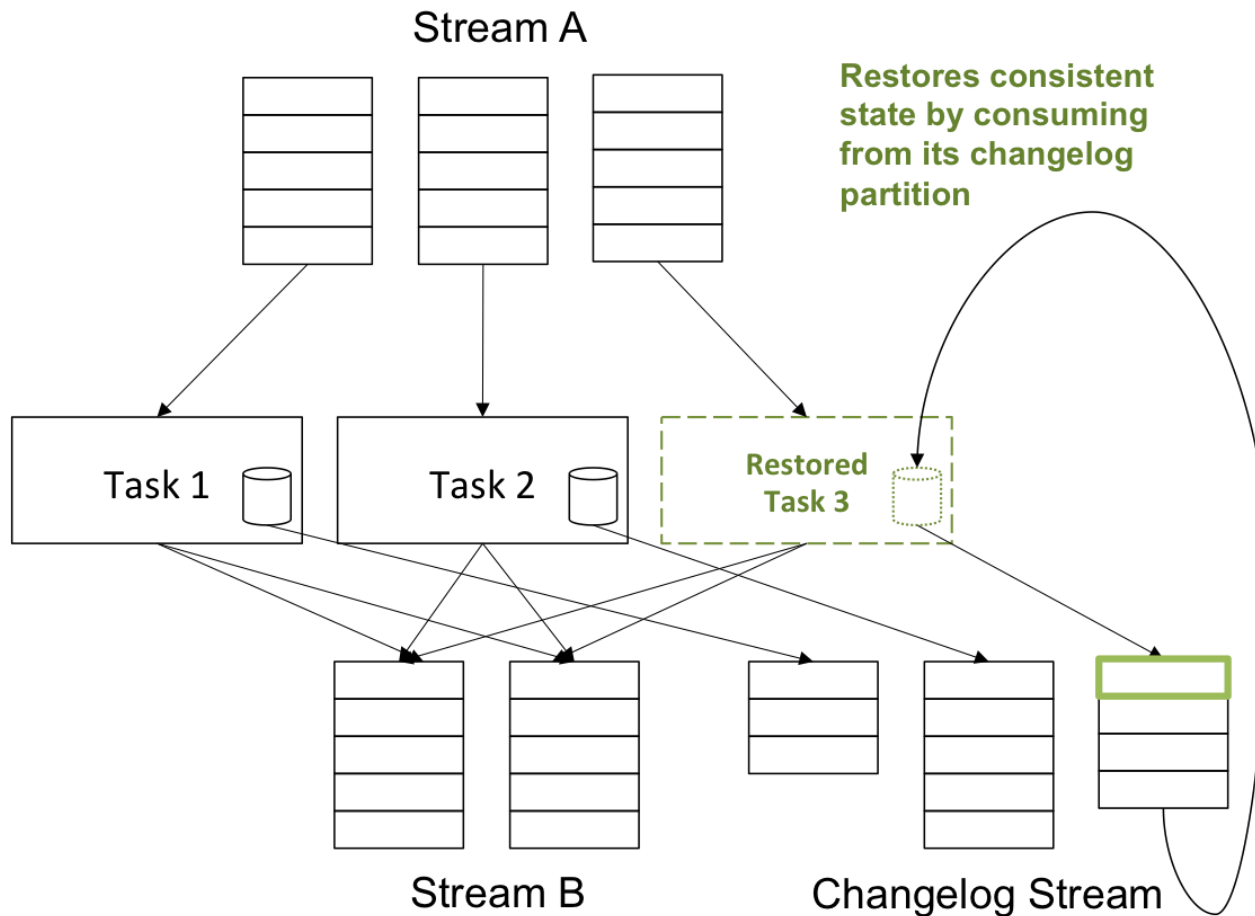 Stream A
Restores consistent
state by consuming
from its changelog
partition
Task 1
Task 2
Restored
Task 3
Stream B
Changelog Stream